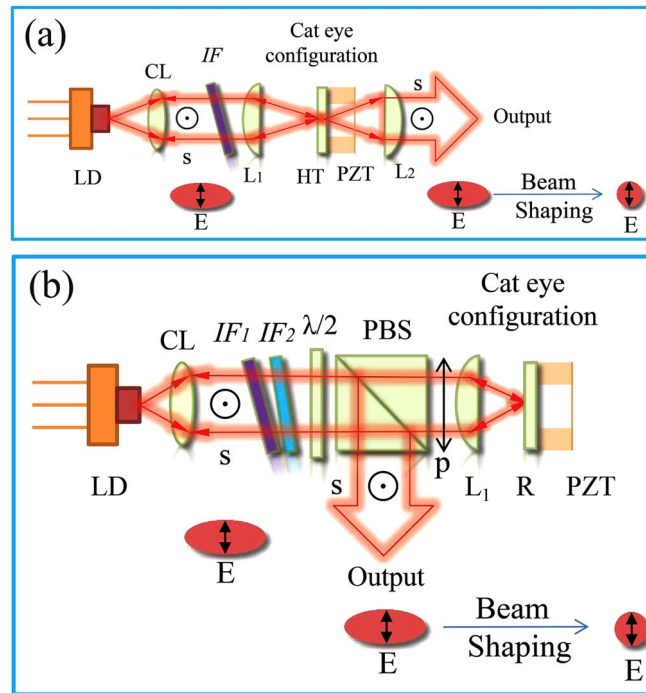 (a)
Cat eye
configuration
CL
IF
s
s
Output
LD
L1
HT
PZT
L2
E
E
Beam
Shaping
E
(b)
Cat eye
configuration
CL
IF1
IF2
λ/2
PBS
s
p
s
LD
L1
R
PZT
E
Output
E
Beam
Shaping
E